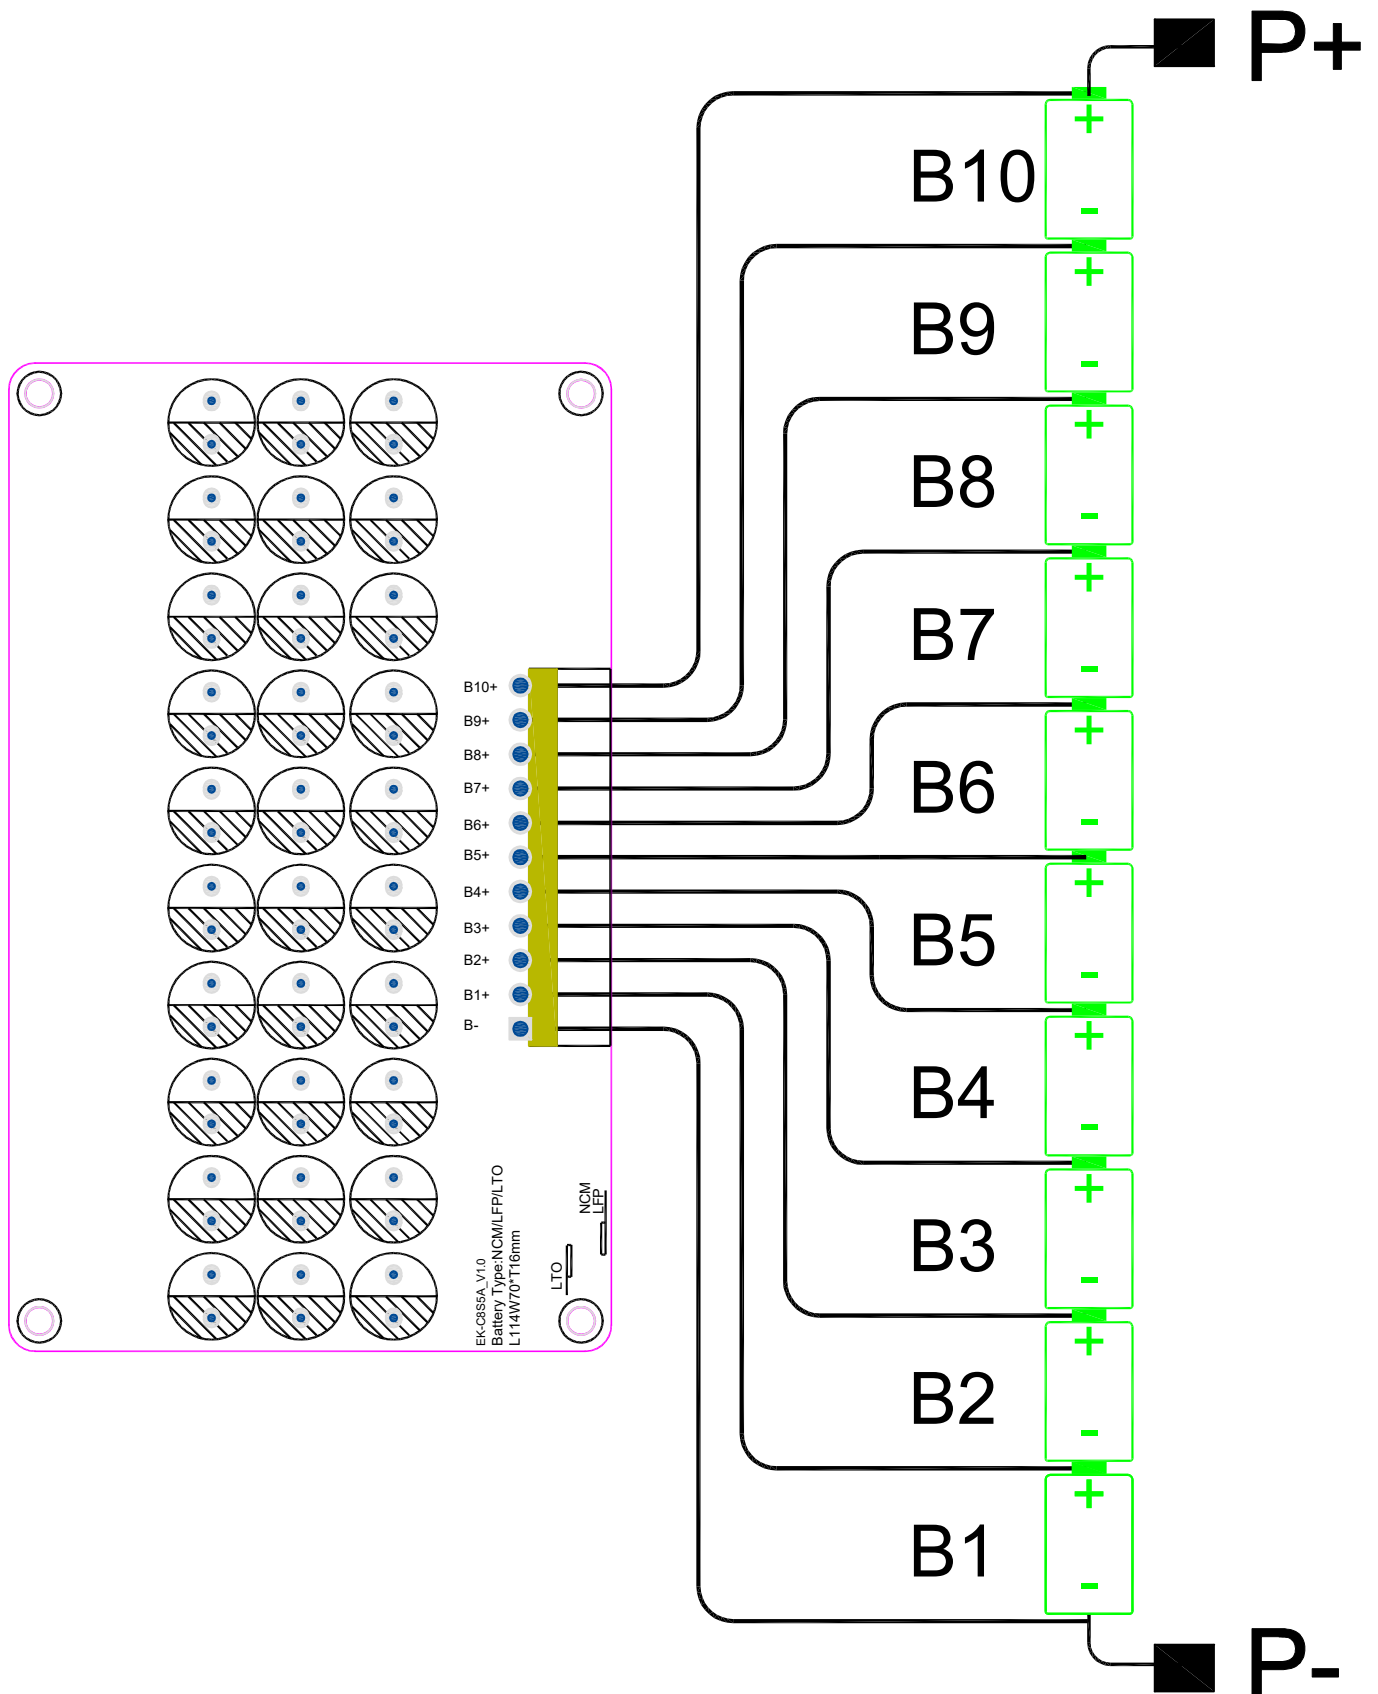 P+
B10
B9
B8
B7
B6
B5
B4
B3
B2
B1
P-
B10+
B9+
B8+
B7+
B6+
B5+
B4+
B3+
B2+
B1+
B-
EK-C8S5A_V1.0
Battery Type:NCM/LFP/LTO
L114W70*T16mm
LTO
NCM
LFP
+
-
+
-
+
-
+
-
+
-
+
-
+
-
+
-
+
-
+
-